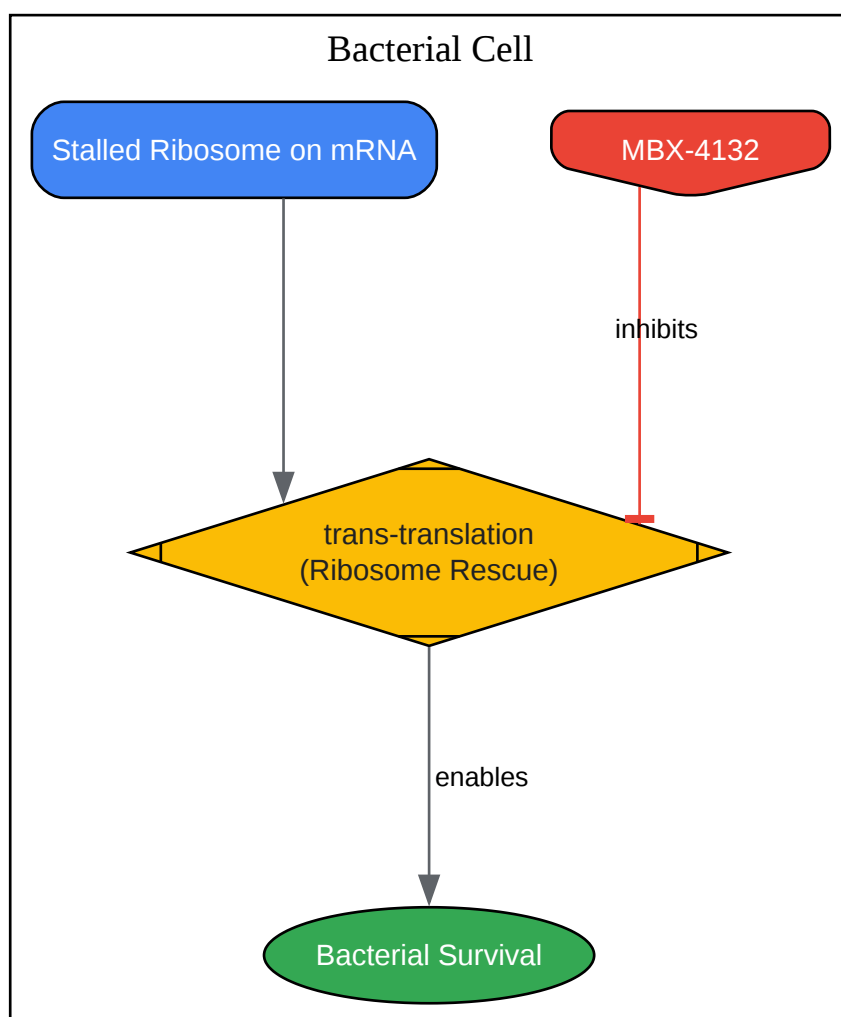 Bacterial Cell
Stalled Ribosome on mRNA
MBX-4132
inhibits
trans-translation
(Ribosome Rescue)
enables
Bacterial Survival